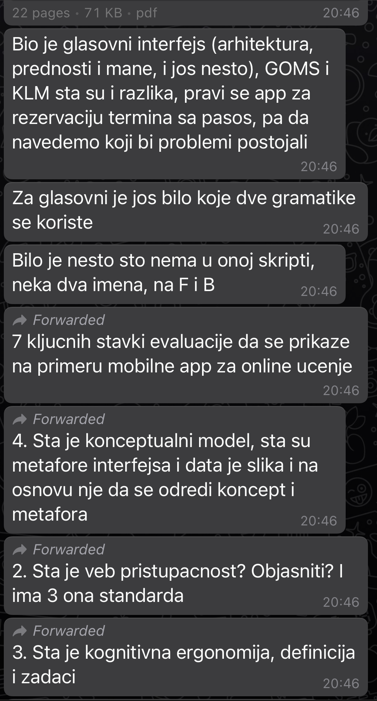 22 pages • 71 KB • pdf 20:46
Bio je glasovni interfejs (arhitektura,
prednosti i mane, i jos nesto), GOMS i
KLM sta su i razlika, pravi se app za
rezervaciju termina sa pasos, pa da
navedemo koji bi problemi postojali
20:46
Za glasovni je jos bilo koje dve gramatike
se koriste
20:46
Bilo je nesto sto nema u onoj skripti,
neka dva imena, na F i B
20:46
Forwarded
7 kljucnih stavki evaluacije da se prikaze
na primeru mobilne app za online ucenje
20:46
Forwarded
4. Sta je konceptualni model, sta su
metafore interfejsa i data je slika i na
osnovu nje da se odredi koncept i
metafora
20:46
Forwarded
2. Sta je veb pristupacnost? Objasniti? I
ima 3 ona standarda
20:46
Forwarded
3. Sta je kognitivna ergonomija, definicija
i zadaci
20:46